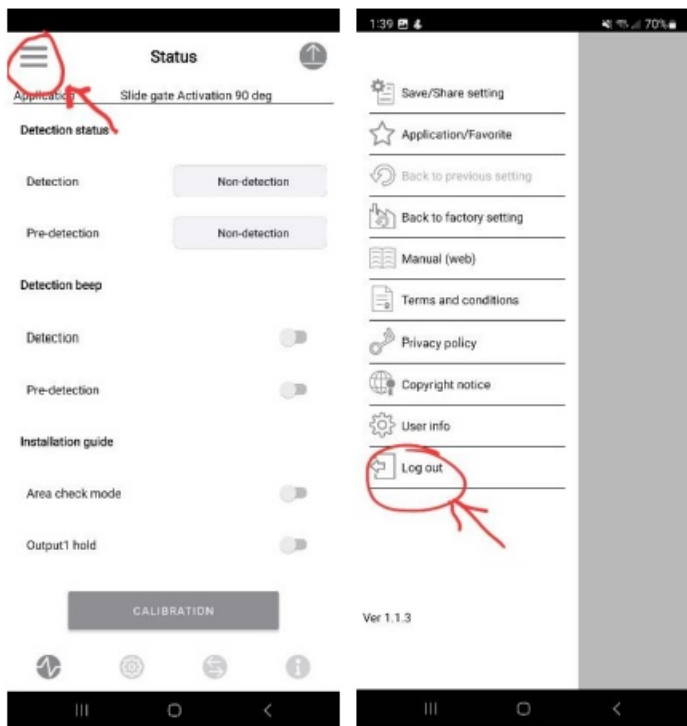 Status
Application Slide gate Activation 90 deg
Detection status
Detection Non-detection
Pre-detection Non-detection
Detection beep
Detection
Pre-detection
Installation guide
Area check mode
Output1 hold
CALIBRATION
1:39 70%
Save/Share setting
Application/Favorite
Back to previous setting
Back to factory setting
Manual (web)
Terms and conditions
Privacy policy
Copyright notice
User info
Log out
Ver 1.1.3